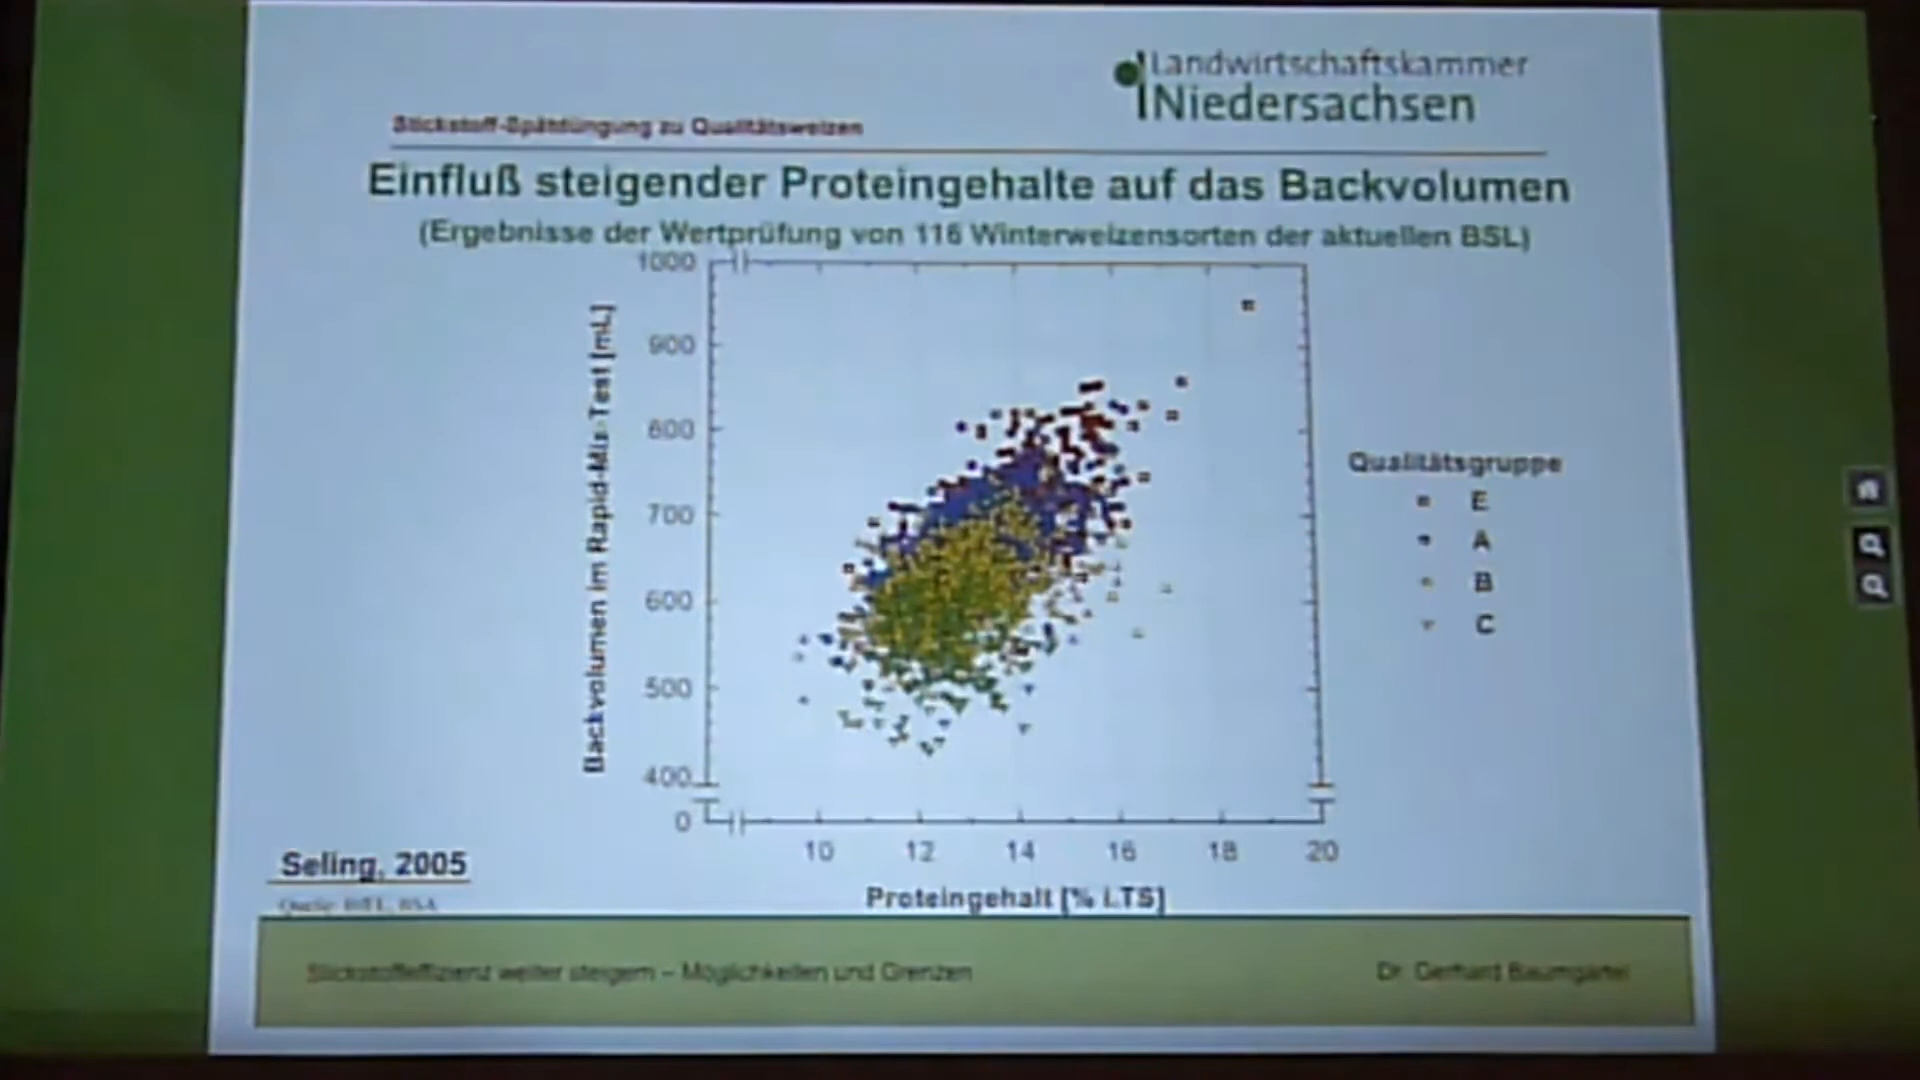 Landwirtschaftskammer
Niedersachsen
Stickstoff-Spätdüngung zu Qualitätsweizen
Einfluß steigender Proteingehalte auf das Backvolumen
(Ergebnisse der Wertprüfung von 116 Winterweizensorten der aktuellen BSL)
1000
900
800
700
600
500
400
0
Backvolumen im Rapid-Mix-Test [mL]
10 12 14 16 18 20
Proteingehalt [% i.TS]
Qualitätsgruppe
E
A
B
C
Seling, 2005
Stickstoffeffizienz weiter steigern – Möglichkeiten und Grenzen
Dr. Gerhard Baumgärtel